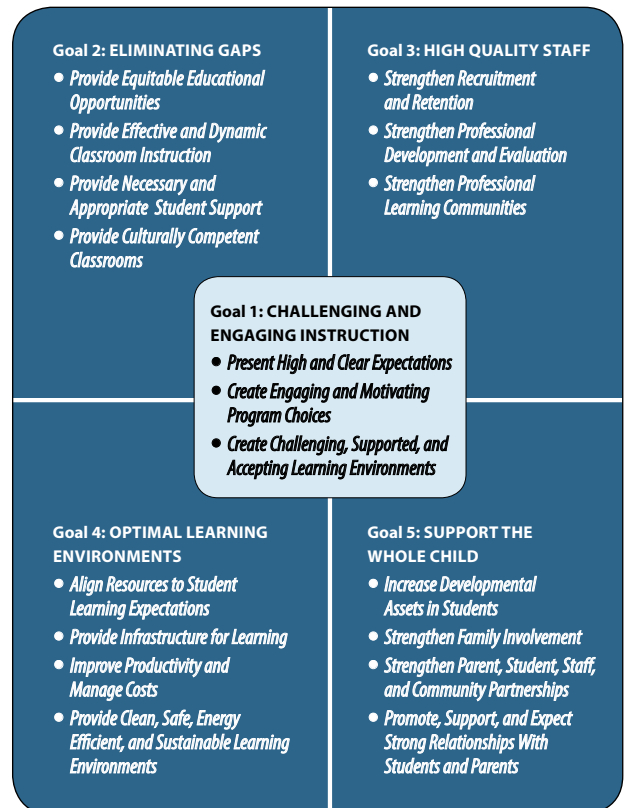 Goal 2: ELIMINATING GAPS
● Provide Equitable Educational
Opportunities
● Provide Effective and Dynamic
Classroom Instruction
● Provide Necessary and
Appropriate Student Support
● Provide Culturally Competent
Classrooms
Goal 3: HIGH QUALITY STAFF
● Strengthen Recruitment
and Retention
● Strengthen Professional
Development and Evaluation
● Strengthen Professional
Learning Communities
Goal 1: CHALLENGING AND
ENGAGING INSTRUCTION
● Present High and Clear Expectations
● Create Engaging and Motivating
Program Choices
● Create Challenging, Supported, and
Accepting Learning Environments
Goal 4: OPTIMAL LEARNING
ENVIRONMENTS
● Align Resources to Student
Learning Expectations
● Provide Infrastructure for Learning
● Improve Productivity and
Manage Costs
● Provide Clean, Safe, Energy
Efficient, and Sustainable Learning
Environments
Goal 5: SUPPORT THE
WHOLE CHILD
● Increase Developmental
Assets in Students
● Strengthen Family Involvement
● Strengthen Parent, Student, Staff,
and Community Partnerships
● Promote, Support, and Expect
Strong Relationships With
Students and Parents